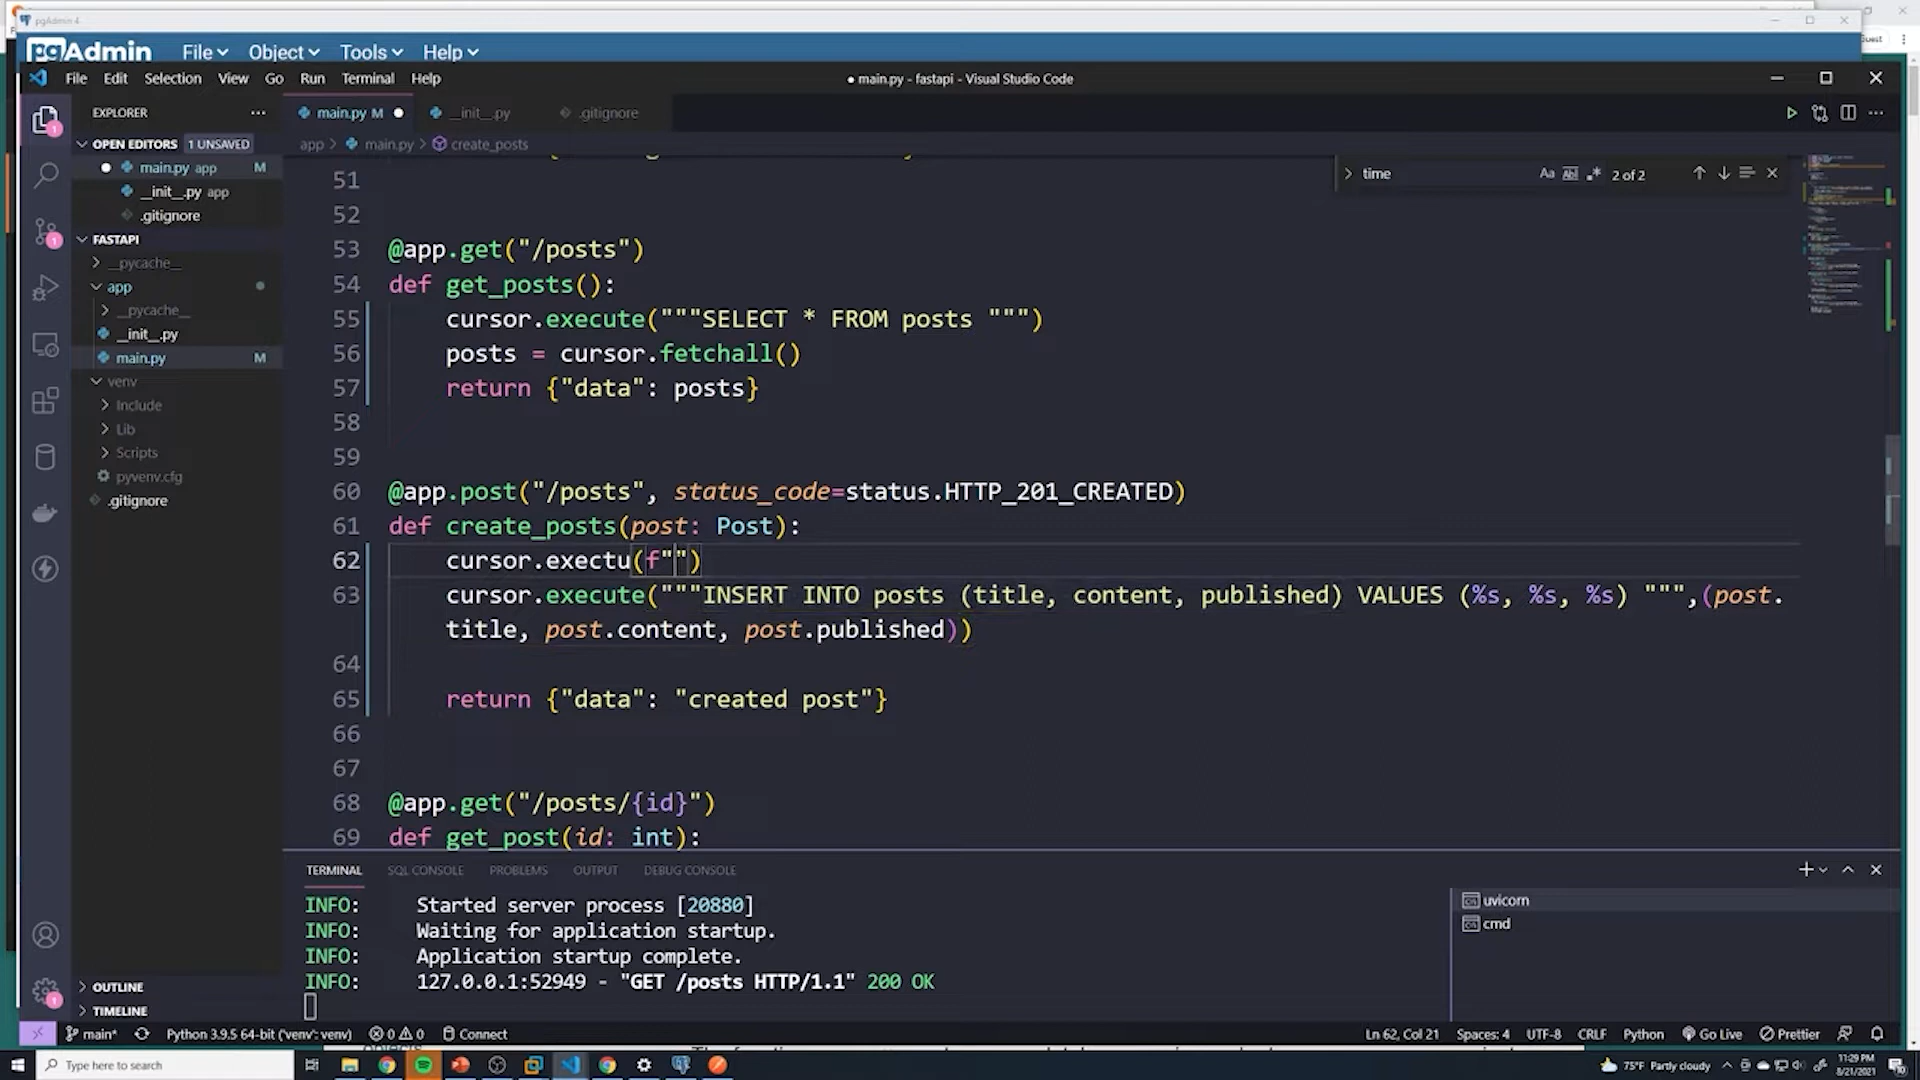 pgAdmin 4
pgAdmin File Object Tools Help
File Edit Selection View Go Run Terminal Help
● main.py - fastapi - Visual Studio Code
EXPLORER
main.py M
__init__.py
.gitignore
OPEN EDITORS 1 UNSAVED
app > main.py > create_posts
main.py app M
__init__.py app
.gitignore
FASTAPI
__pycache__
app
__pycache__
__init__.py
main.py M
venv
Include
Lib
Scripts
pyvenv.cfg
.gitignore
OUTLINE
TIMELINE
time
Aa Abl .* 2 of 2
51
52
53 @app.get("/posts")
54 def get_posts():
55 cursor.execute("""SELECT * FROM posts """)
56 posts = cursor.fetchall()
57 return {"data": posts}
58
59
60 @app.post("/posts", status_code=status.HTTP_201_CREATED)
61 def create_posts(post: Post):
62 cursor.exectu(f"")
63 cursor.execute("""INSERT INTO posts (title, content, published) VALUES (%s, %s, %s) """,(post.
title, post.content, post.published))
64
65 return {"data": "created post"}
66
67
68 @app.get("/posts/{id}")
69 def get_post(id: int):
TERMINAL SQL CONSOLE PROBLEMS OUTPUT DEBUG CONSOLE
INFO: Started server process [20880]
INFO: Waiting for application startup.
INFO: Application startup complete.
INFO: 127.0.0.1:52949 - "GET /posts HTTP/1.1" 200 OK
uvicorn
cmd
main* Python 3.9.5 64-bit ('venv': venv) 0 0 Connect
Ln 62, Col 21 Spaces: 4 UTF-8 CRLF Python Go Live Prettier
Type here to search
75°F Partly cloudy
11:29 PM
8/21/2021